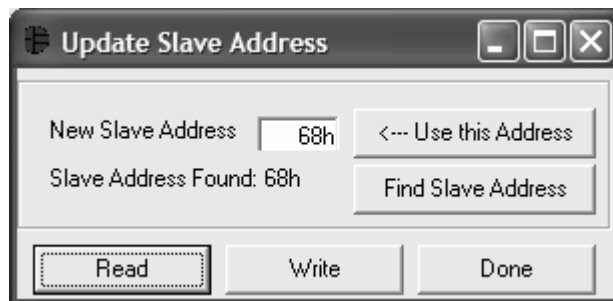 Update Slave Address
New Slave Address 68h <--- Use this Address
Slave Address Found: 68h Find Slave Address
Read Write Done